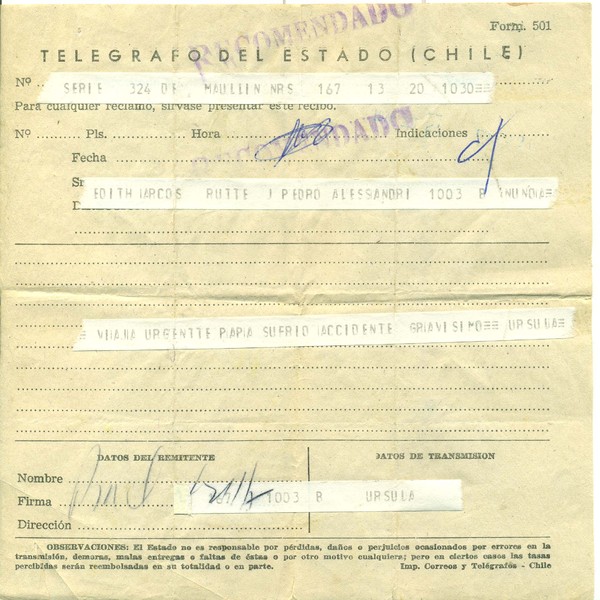 Form. 501
RECOMENDADO
TELEGRAFO DEL ESTADO (CHILE)
Nº SERIE 324 DE MAULLIN NRS 167 13 20 1030==
Para cualquier reclamo, sírvase presentar este recibo.
Nº Pls. Hora Indicaciones
RECOMENDADO
Fecha
Sr
EDITH MARCOS RUTTE J PEDRO ALESSANDRI 1003 B
D
URGENTTE PAPA SUFRIO ACCIDENTE GRAVISIMO== URSULA=
DATOS DEL REMITENTE DATOS DE TRANSMISION
Nombre
Firma 1003 B URSULA
Dirección
OBSERVACIONES: El Estado no es responsable por pérdidas, daños o perjuicios ocasionados por errores en la
transmisión, demoras, malas entregas o faltas de éstas o por otro motivo cualquiera; pero en ciertos casos las tasas
percibidas serán reembolsadas en su totalidad o en parte. Imp. Correos y Telégrafos - Chile